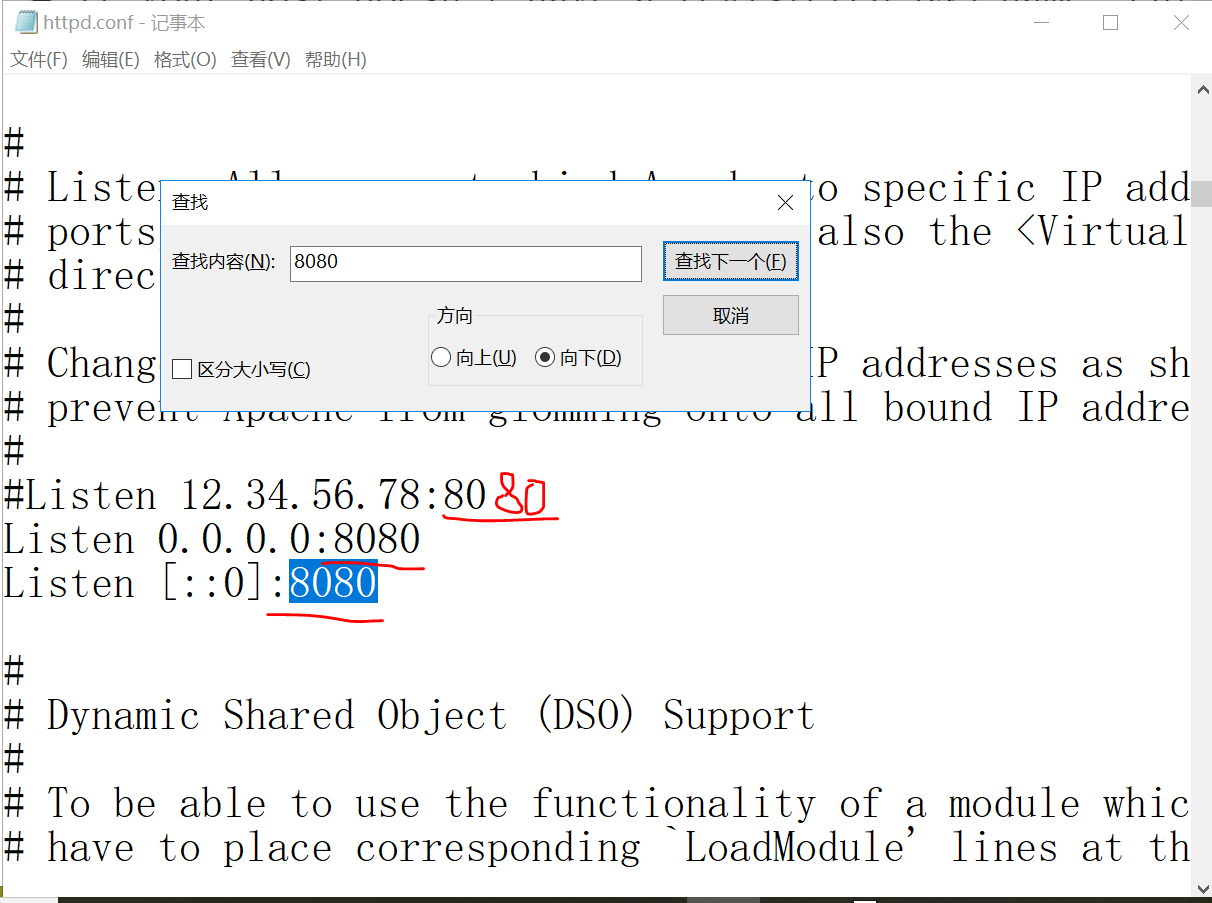 httpd.conf - 记事本
文件(F) 编辑(E) 格式(O) 查看(V) 帮助(H)
#
# Listen to specific IP add
# ports also the <Virtual
# direc
#
# Chang IP addresses as sh
# prevent Apache from glomming onto all bound IP addre
#
#Listen 12.34.56.78:80 80
Listen 0.0.0.0:8080
Listen [::0]:8080
#
# Dynamic Shared Object (DSO) Support
#
# To be able to use the functionality of a module whic
# have to place corresponding `LoadModule' lines at th
查找
查找内容(N): 8080 查找下一个(F)
方向 取消
区分大小写(C) 向上(U) 向下(D)